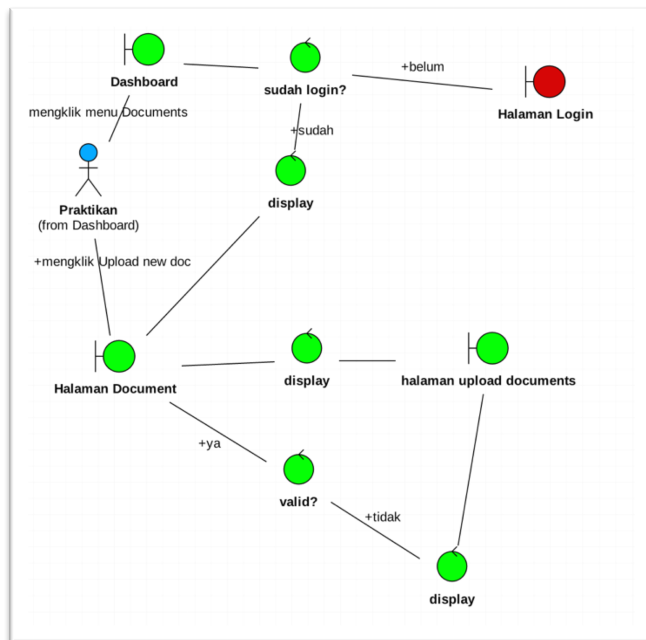 Dashboard
sudah login?
+belum
Halaman Login
mengklik menu Documents
+sudah
Praktikan
(from Dashboard)
display
+mengklik Upload new doc
Halaman Document
display
halaman upload documents
+ya
valid?
+tidak
display